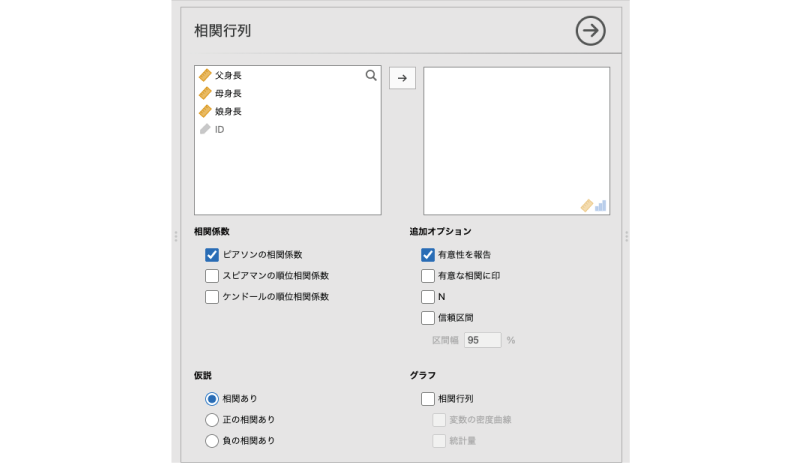 相関行列
父身長
母身長
娘身長
ID
相関係数
ピアソンの相関係数
スピアマンの順位相関係数
ケンドールの順位相関係数
追加オプション
有意性を報告
有意な相関に印
N
信頼区間
区間幅 95 %
仮説
相関あり
正の相関あり
負の相関あり
グラフ
相関行列
変数の密度曲線
統計量